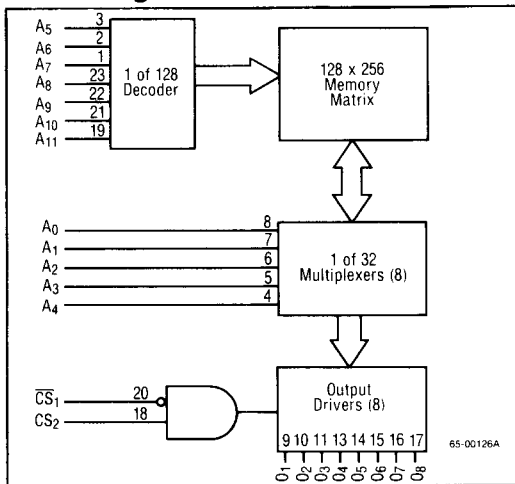 A5 3
A6 2
A7 1
A8 23
A9 22
A10 21
A11 19
1 of 128
Decoder
128 x 256
Memory
Matrix
A0 8
A1 7
A2 6
A3 5
A4 4
1 of 32
Multiplexers (8)
CS1 20
CS2 18
Output
Drivers (8)
9 10 11 13 14 15 16 17
O1 O2 O3 O4 O5 O6 O7 O8
65-00126A